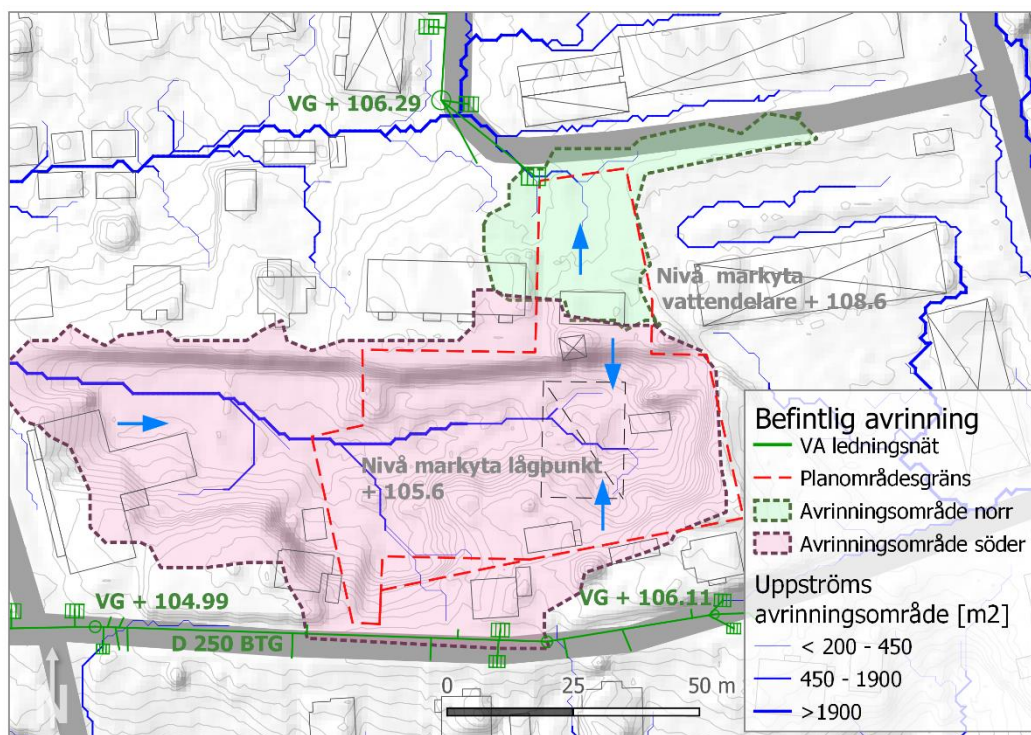 VG + 106.29
Nivå markyta
vattendelare + 108.6
Nivå markyta lågpunkt
+ 105.6
VG + 104.99
VG + 106.11
D 250 BTG
N
0 25 50 m
Befintlig avrinning
VA ledningsnät
Planområdesgräns
Avrinningsområde norr
Avrinningsområde söder
Uppströms
avrinningsområde [m2]
< 200 - 450
450 - 1900
>1900